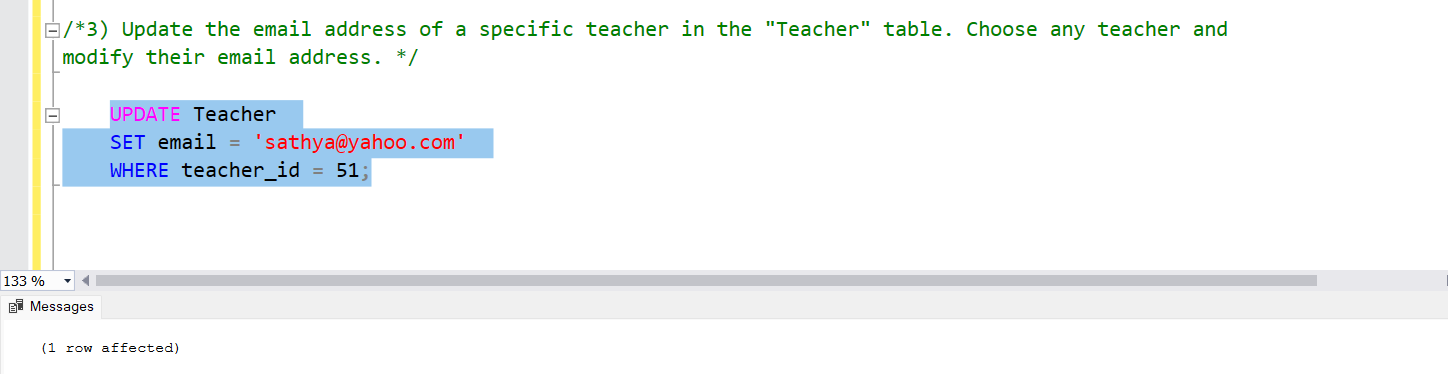 /*3) Update the email address of a specific teacher in the "Teacher" table. Choose any teacher and
modify their email address. */
UPDATE Teacher
SET email = 'sathya@yahoo.com'
WHERE teacher_id = 51;
133 %
Messages
(1 row affected)